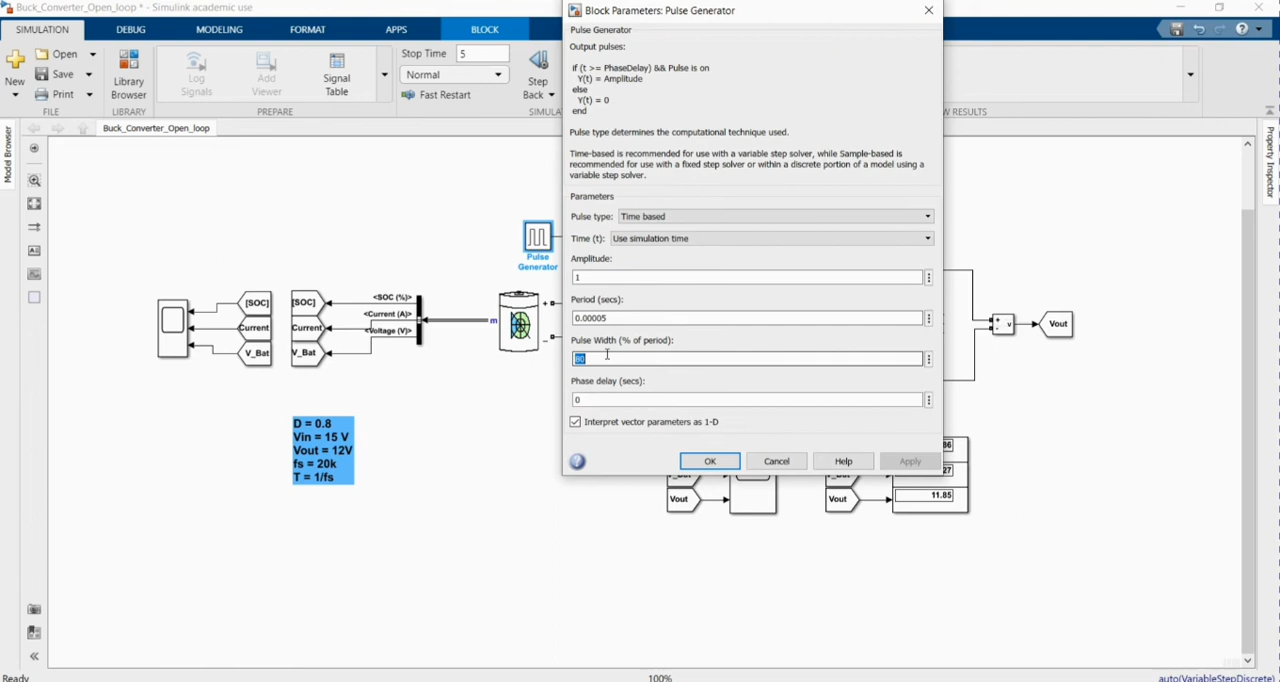 Buck_Converter_Open_loop * - Simulink academic use
SIMULATION
DEBUG
MODELING
FORMAT
APPS
BLOCK
New
Open
Save
Print
FILE
Library
Browser
LIBRARY
Log
Signals
Add
Viewer
Signal
Table
PREPARE
Stop Time 5
Normal
Fast Restart
Step
Back
W RESULTS
Buck_Converter_Open_loop
Model Browser
Property Inspector
Block Parameters: Pulse Generator
Pulse Generator
Output pulses:
if (t >= PhaseDelay) && Pulse is on
Y(t) = Amplitude
else
Y(t) = 0
end
Pulse type determines the computational technique used.
Time-based is recommended for use with a variable step solver, while Sample-based is
recommended for use with a fixed step solver or within a discrete portion of a model using a
variable step solver.
Parameters
Pulse type: Time based
Time (t): Use simulation time
Amplitude:
1
Period (secs):
0.00005
Pulse Width (% of period):
80
Phase delay (secs):
0
Interpret vector parameters as 1-D
OK
Cancel
Help
Apply
Pulse
Generator
[SOC]
Current
V_Bat
[SOC]
Current
V_Bat
<SOC (%)>
<Current (A)>
<Voltage (V)>
m
+
-
+
-
v
Vout
D = 0.8
Vin = 15 V
Vout = 12V
fs = 20k
T = 1/fs
Vout
Vout
86
27
11.85
Ready
100%
auto(VariableStepDiscrete)